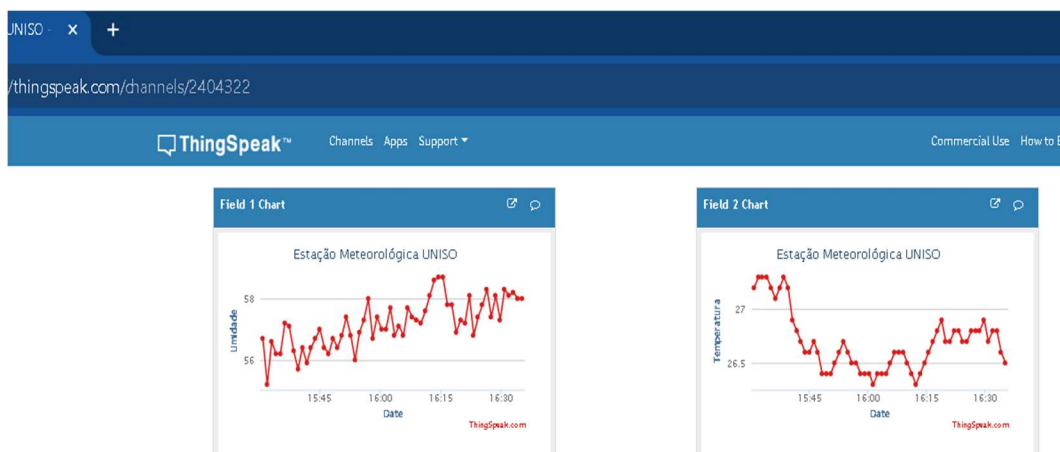 UNISO -
/thingspeak.com/channels/2404322
ThingSpeak™ Channels Apps Support Commercial Use How to
Field 1 Chart
Estação Meteorológica UNISO
Umidade
58
56
15:45 16:00 16:15 16:30
Date
ThingSpeak.com
Field 2 Chart
Estação Meteorológica UNISO
Temperatura
27
26.5
15:45 16:00 16:15 16:30
Date
ThingSpeak.com